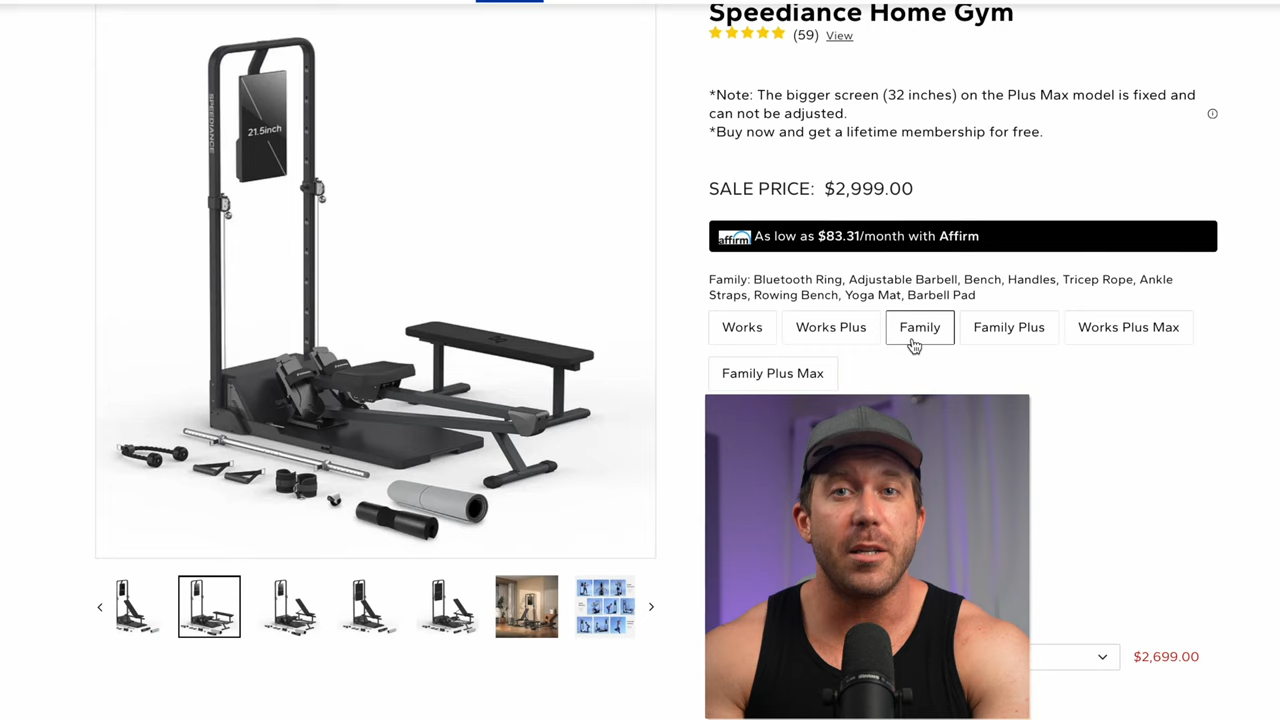 Speediance Home Gym
(59) View
*Note: The bigger screen (32 inches) on the Plus Max model is fixed and
can not be adjusted.
*Buy now and get a lifetime membership for free.
SALE PRICE: $2,999.00
affirm As low as $83.31/month with Affirm
Family: Bluetooth Ring, Adjustable Barbell, Bench, Handles, Tricep Rope, Ankle
Straps, Rowing Bench, Yoga Mat, Barbell Pad
Works
Works Plus
Family
Family Plus
Works Plus Max
Family Plus Max
$2,699.00
SPEEDIANCE
21.5inch